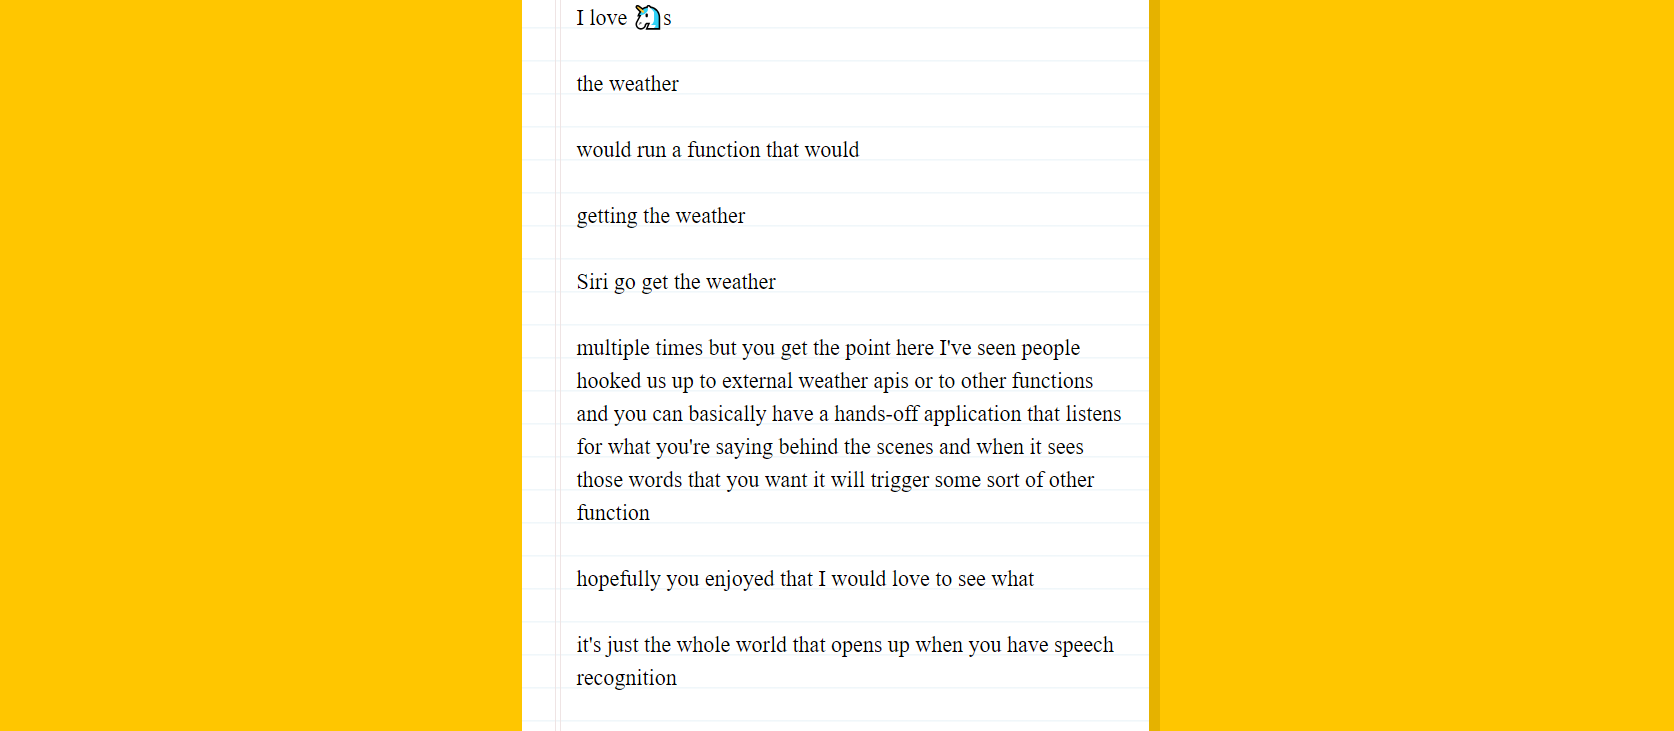 I love 🦄s
the weather
would run a function that would
getting the weather
Siri go get the weather
multiple times but you get the point here I've seen people
hooked us up to external weather apis or to other functions
and you can basically have a hands-off application that listens
for what you're saying behind the scenes and when it sees
those words that you want it will trigger some sort of other
function
hopefully you enjoyed that I would love to see what
it's just the whole world that opens up when you have speech
recognition